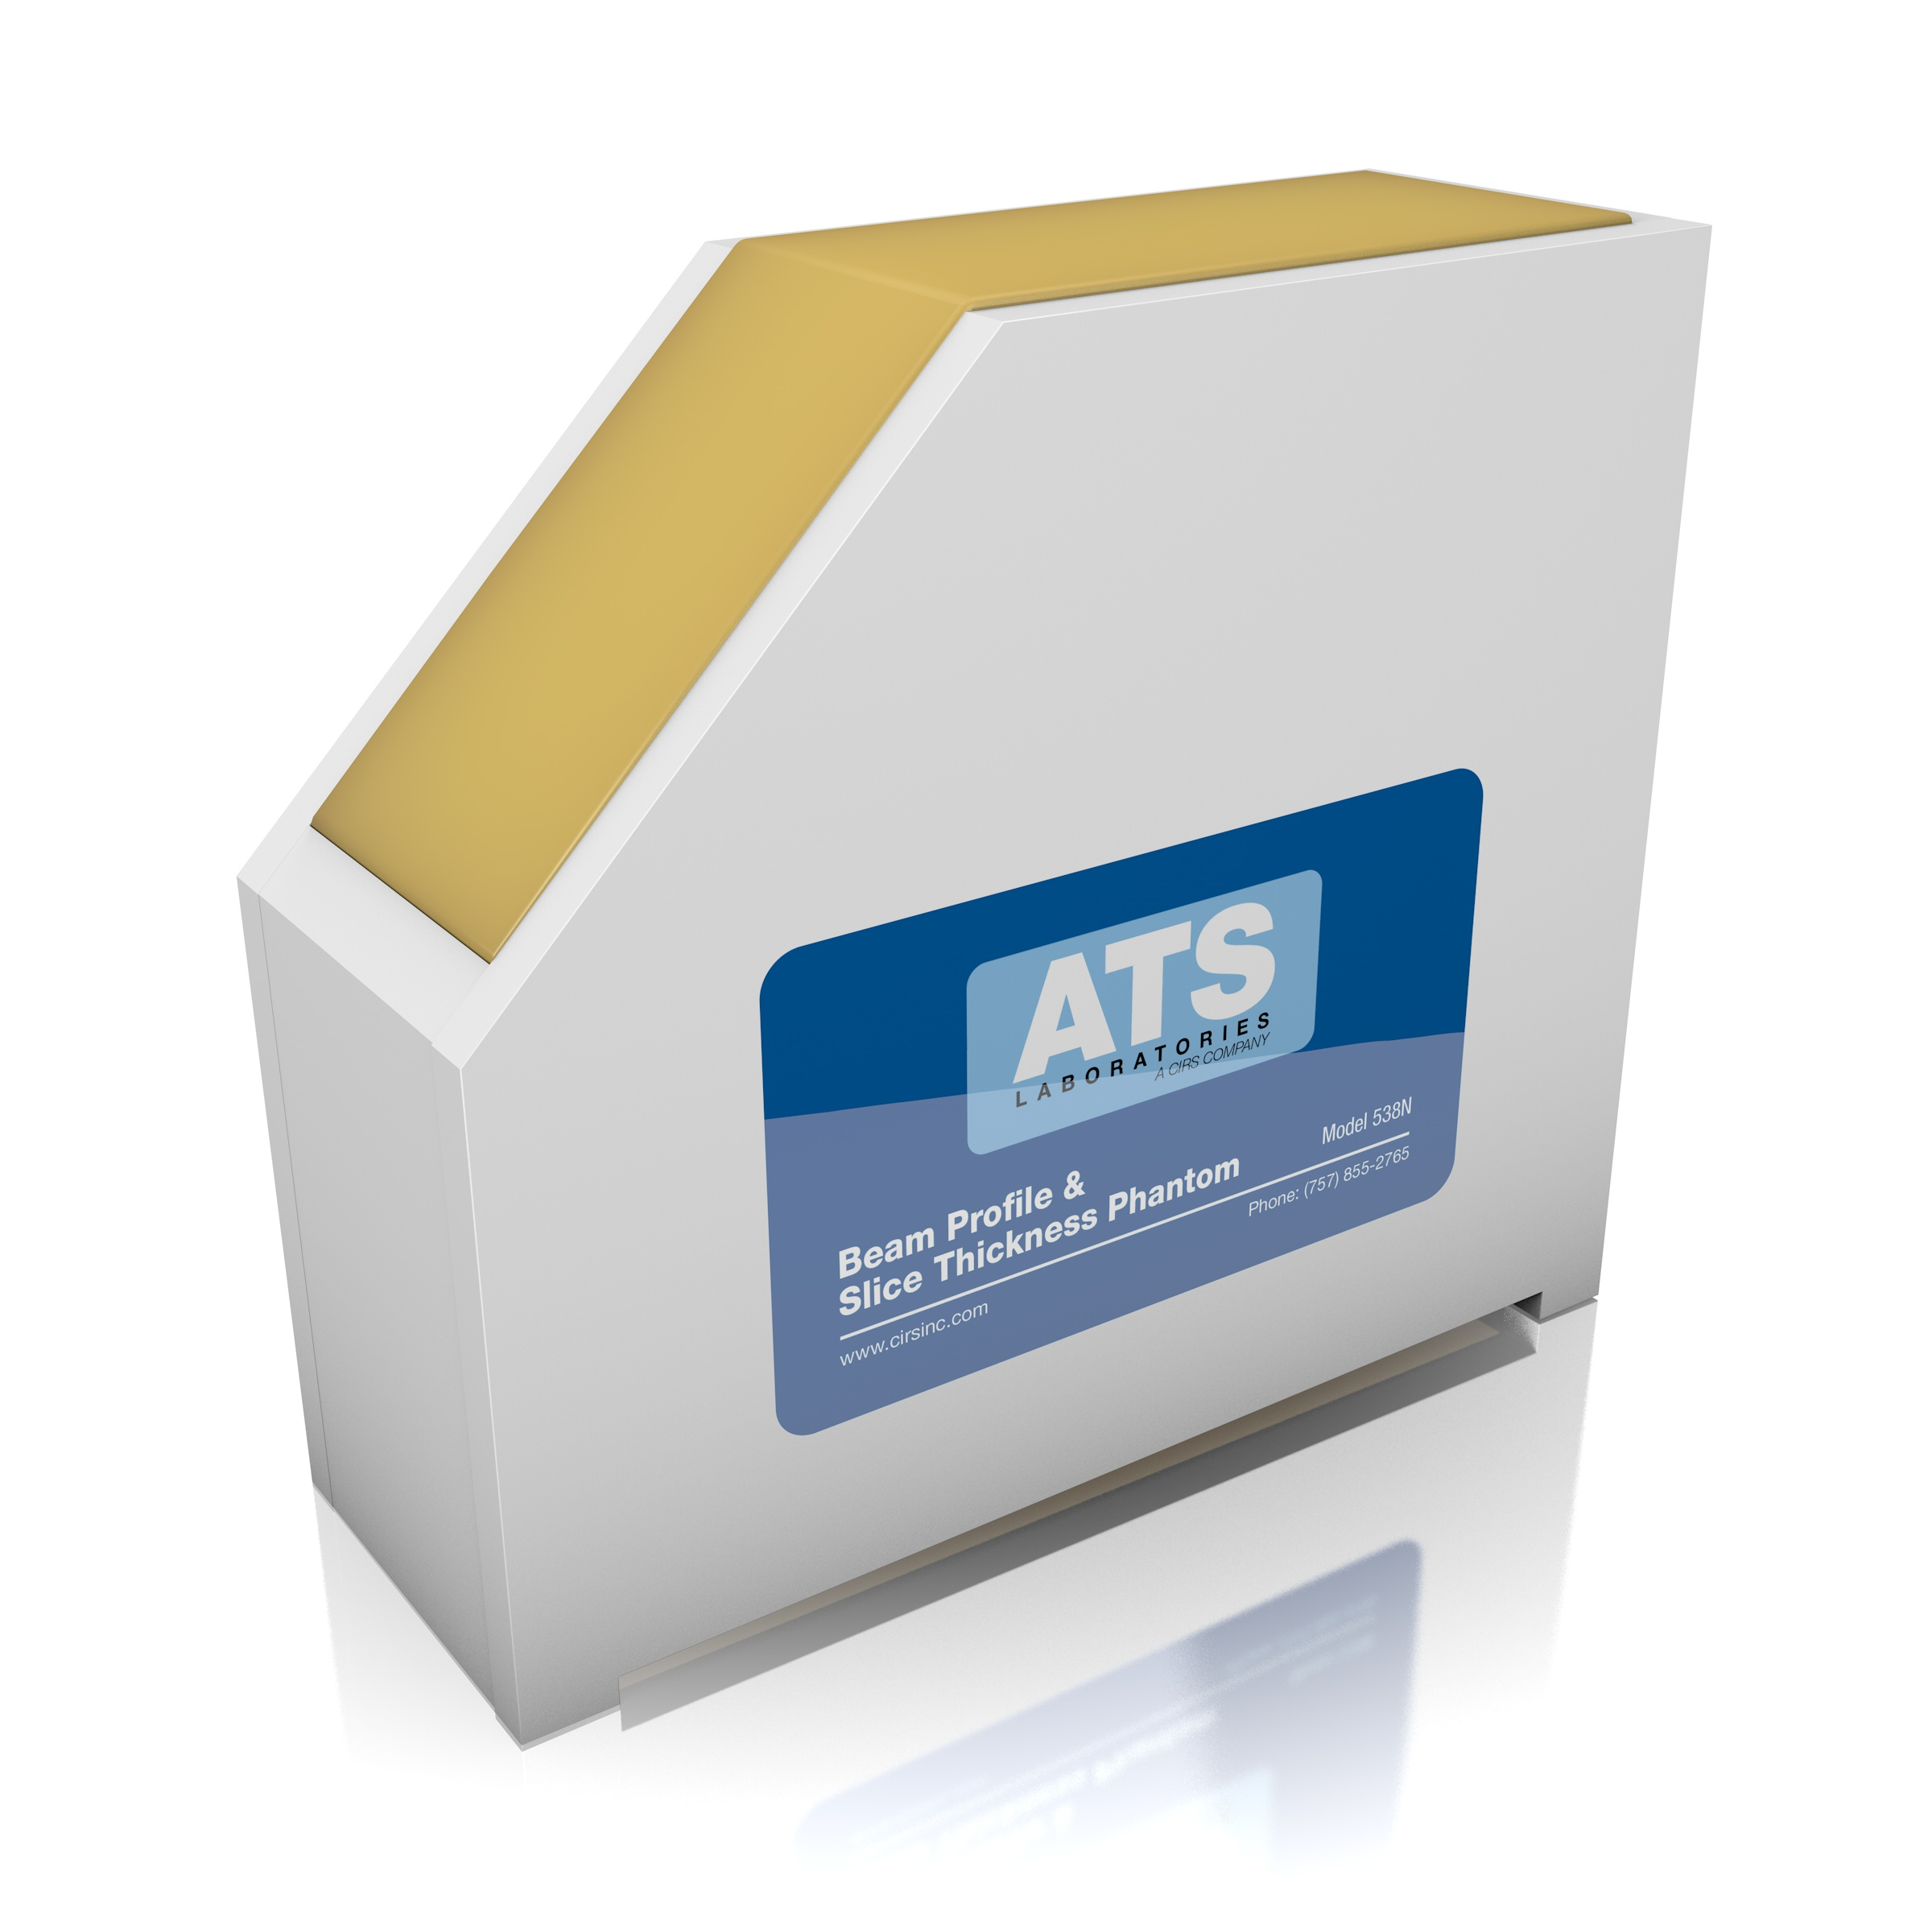 ATS
LABORATORIES
A CIRS COMPANY
Model 538N
Beam Profile &
Slice Thickness Phantom
Phone: (757) 855-2765
www.cirsinc.com